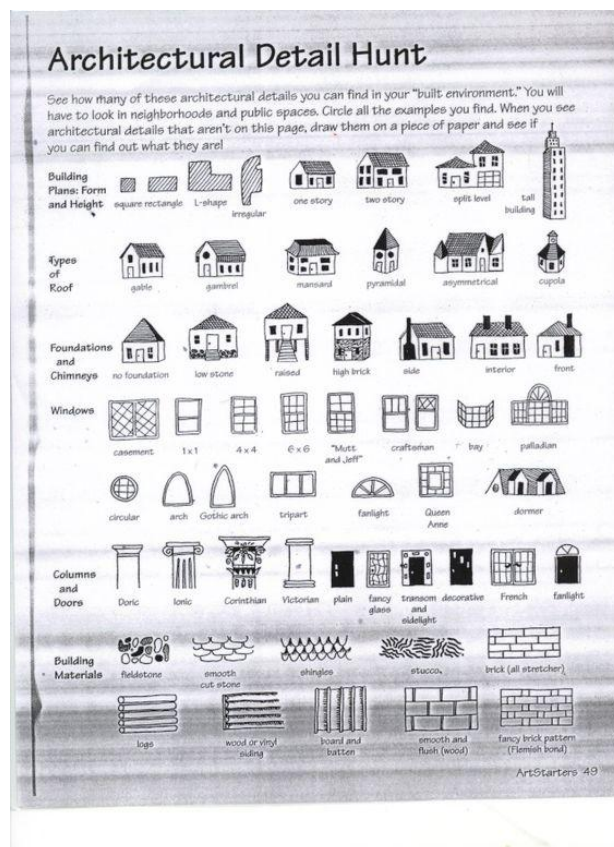 Architectural Detail Hunt
See how many of these architectural details you can find in your "built environment." You will
have to look in neighborhoods and public spaces. Circle all the examples you find. When you see
architectural details that aren't on this page, draw them on a piece of paper and see if
you can find out what they are!
Building
Plans: Form
and Height
square rectangle L-shape irregular one story two story split level tall building
Types
of
Roof
gable gambrel mansard pyramidal asymmetrical cupola
Foundations
and
Chimneys
no foundation low stone raised high brick side interior front
Windows
casement 1x1 4x4 6x6 "Mutt and Jeff" craftsman bay palladian
circular arch Gothic arch tripart fanlight Queen Anne dormer
Columns
and
Doors
Doric Ionic Corinthian Victorian plain fancy glass transom and sidelight decorative French fanlight
Building
Materials
fieldstone smooth cut stone shingles stucco brick (all stretcher)
logs wood or vinyl siding board and batten smooth and flush (wood) fancy brick pattern (Flemish bond)
ArtStarters 49